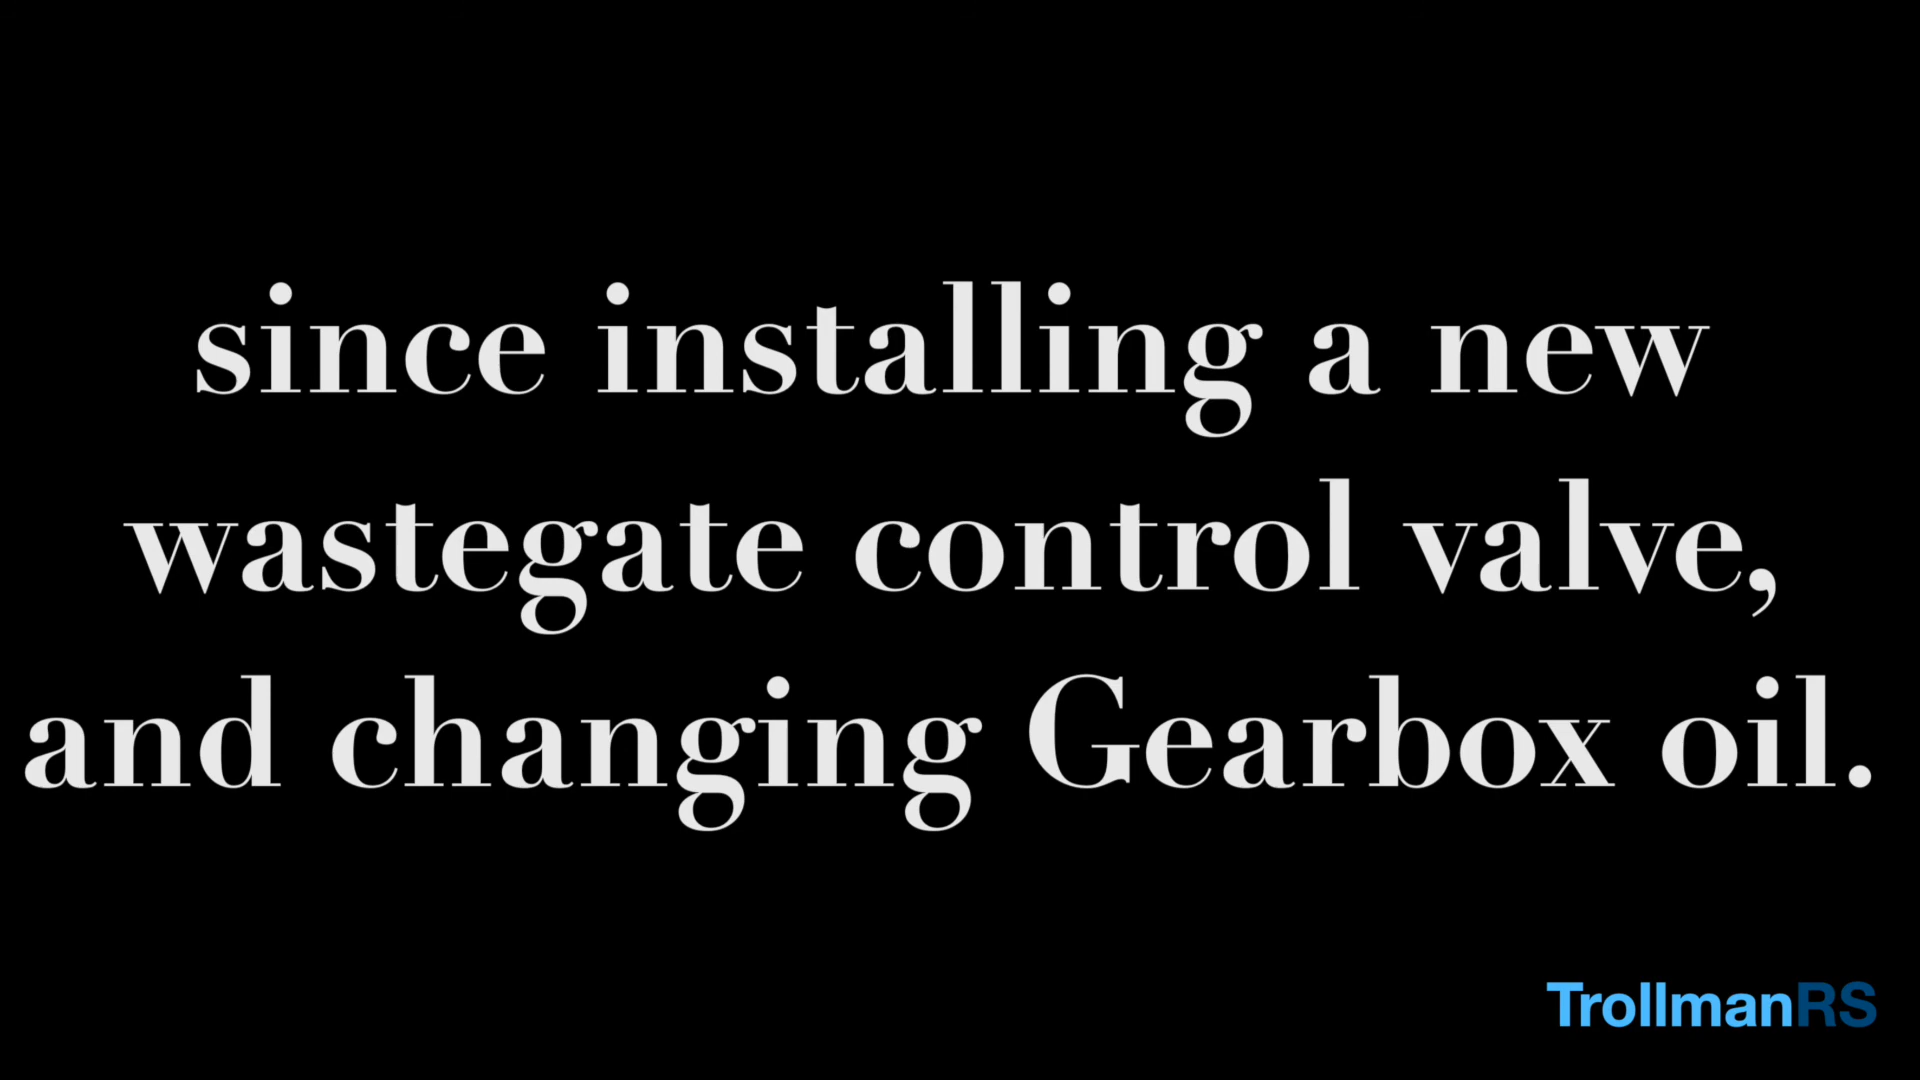 since installing a new
wastegate control valve,
and changing Gearbox oil.
TrollmanRS